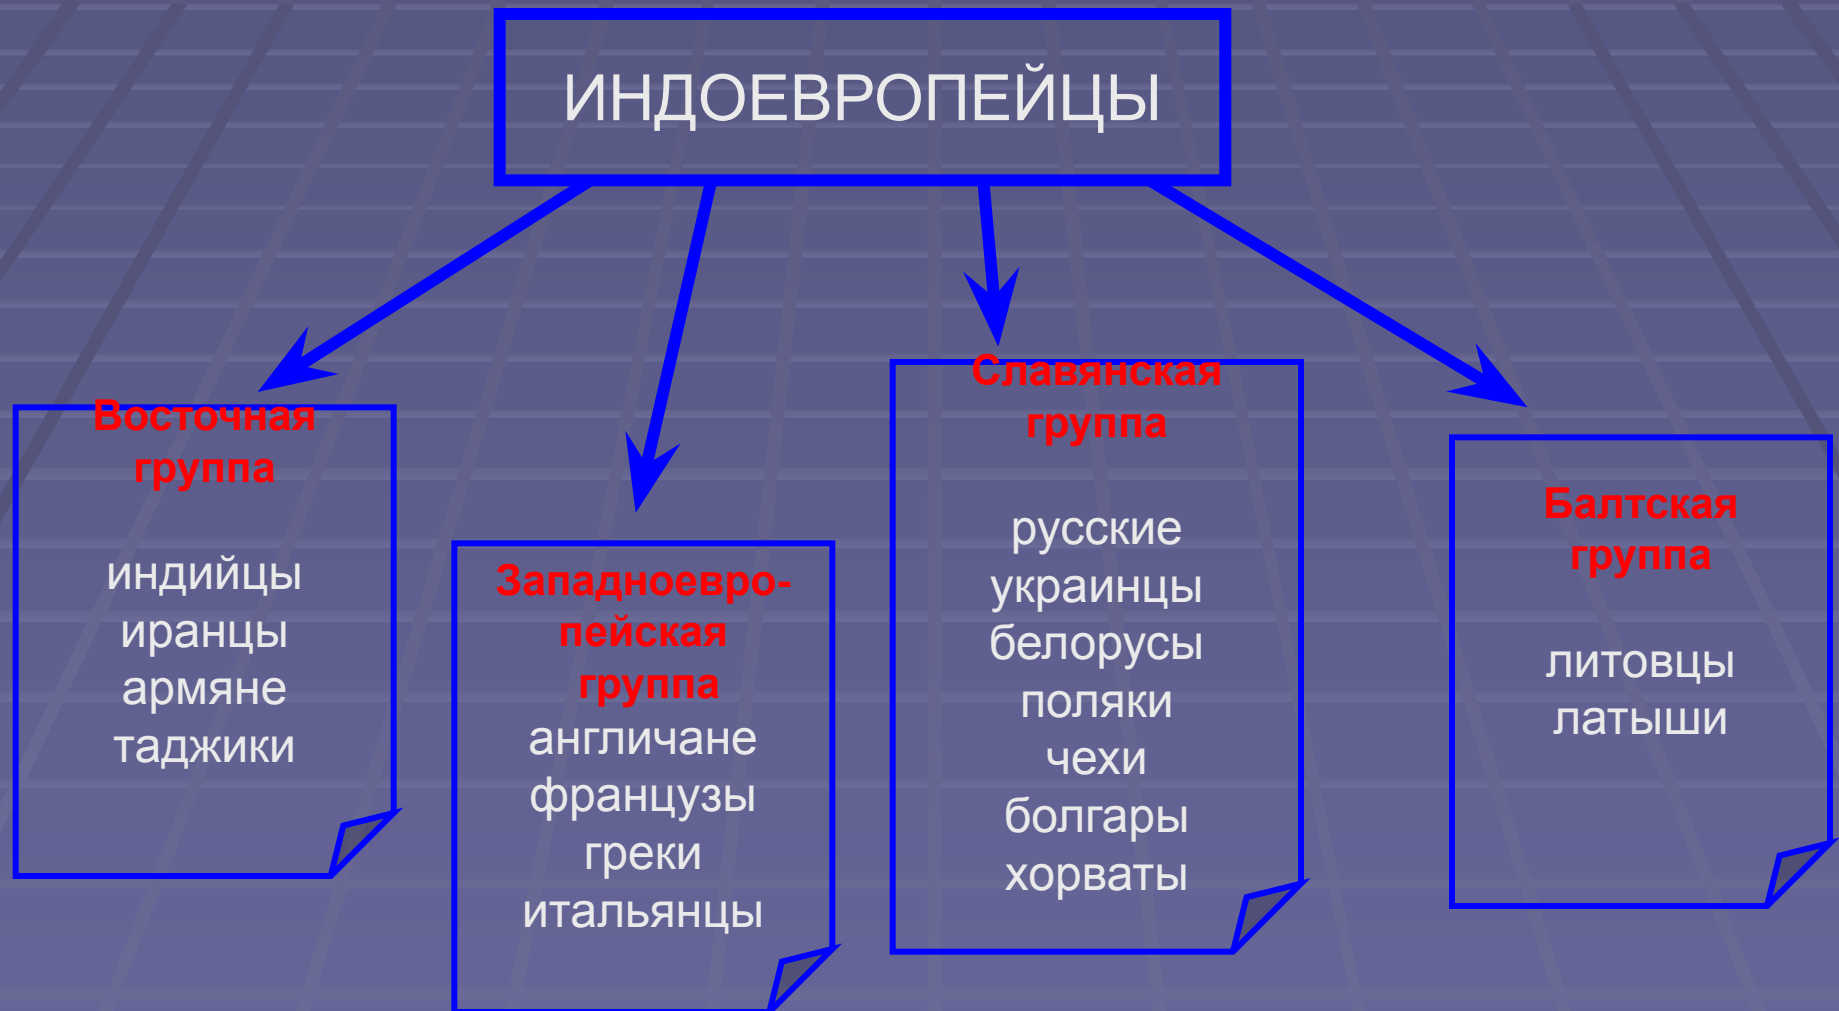 ИНДОЕВРОПЕЙЦЫ
Восточная
группа
индийцы
иранцы
армяне
таджики
Западноевро-
пейская
группа
англичане
французы
греки
итальянцы
Славянская
группа
русские
украинцы
белорусы
поляки
чехи
болгары
хорваты
Балтская
группа
литовцы
латыши